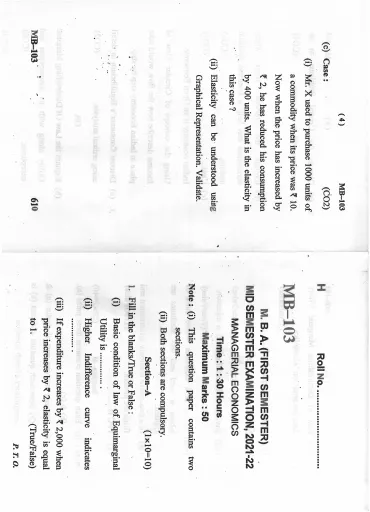 ( 4 )
MB–103
(c) Case :
(CO2)
(i) Mr. X used to purchase 1000 units of
a commodity when its price was ₹ 10.
Now when the price has increased by
₹ 2, he has reduced his consumption
by 400 units. What is the elasticity in
this case ?
(ii) Elasticity can be understood using
Graphical Representation. Validate.
MB–103
610
H
Roll No. ........................................
MB–103
M. B. A. (FIRST SEMESTER)
MID SEMESTER EXAMINATION, 2021-22
MANAGERIAL ECONOMICS
Time : 1 : 30 Hours
Maximum Marks : 50
Note : (i) This question paper contains two
sections.
(ii) Both sections are compulsory.
Section–A
1. Fill in the blanks/True or False :
(1×10=10)
(i) Basic condition of law of Equimarginal
Utility is ............. .
(ii) Higher Indifference curve indicates
............. .
(iii) If expenditure increases by ₹ 2,000 when
price increases by ₹ 2, elasticity is equal
to 1.
(True/False)
P. T. O.